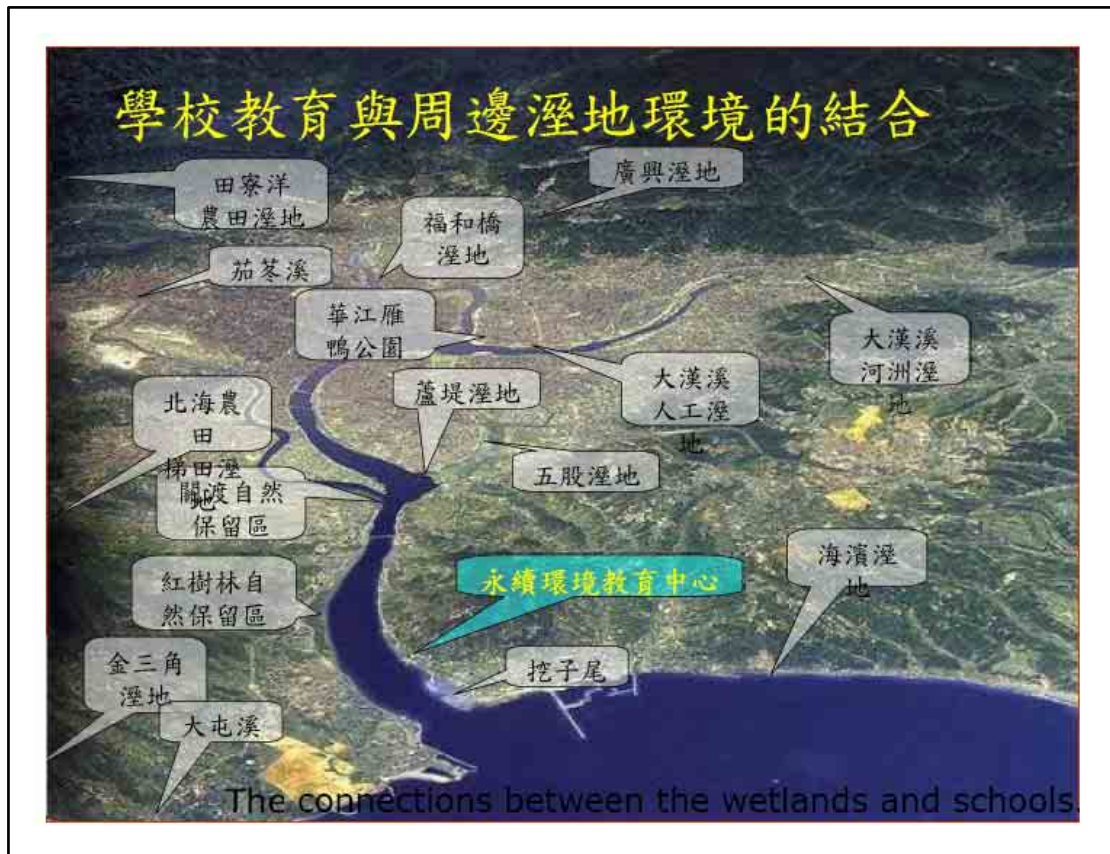 學校教育與周邊溼地環境的結合
田寮洋
農田溼地
廣興溼地
福和橋
溼地
茄苳溪
華江雁
鴨公園
大漢溪
河洲溼
地
蘆堤溼地
大漢溪
人工溼
地
北海農
田
梯田溼
地
五股溼地
關渡自然
保留區
永續環境教育中心
海濱溼
地
紅樹林自
然保留區
挖子尾
金三角
溼地
大屯溪
The connections between the wetlands and schools.